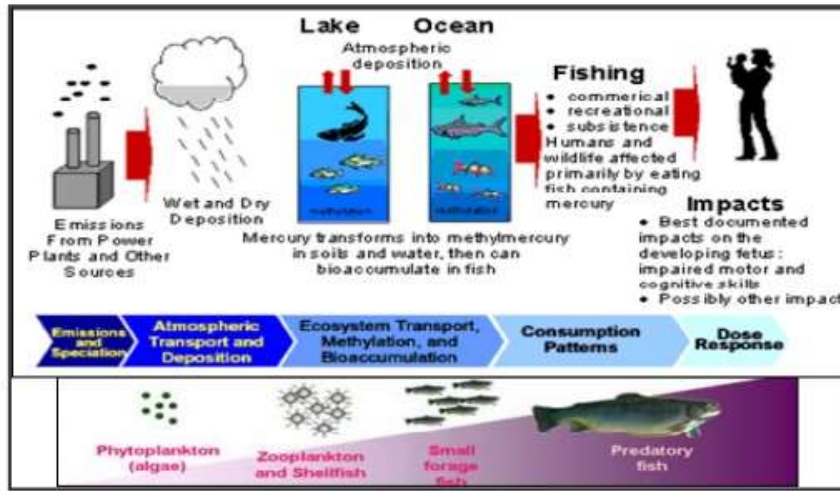 Lake
Ocean
Atmospheric
deposition
Fishing
• commerical
• recreational
• subsistence
Humans and
wildlife affected
primarily by eating
fish containing
mercury
Wet and Dry
Deposition
Emissions
From Power
Plants and Other
Sources
methylation
methylation
Mercury transforms into methylmercury
in soils and water, then can
bioaccumulate in fish
Impacts
• Best documented
impacts on the
developing fetus:
impaired motor and
cognitive skills
• Possibly other impact
Emissions
and
Speciation
Atmospheric
Transport and
Deposition
Ecosystem Transport,
Methylation, and
Bioaccumulation
Consumption
Patterns
Dose
Response
Phytoplankton
(algae)
Zooplankton
and Shellfish
Small
forage
fish
Predatory
fish